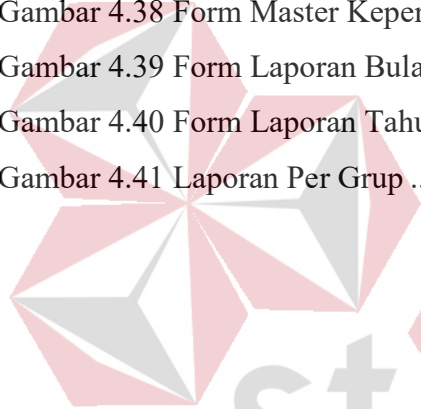 Gambar 4.38 Form Master Keper
Gambar 4.39 Form Laporan Bula
Gambar 4.40 Form Laporan Tahu
Gambar 4.41 Laporan Per Grup ..
st